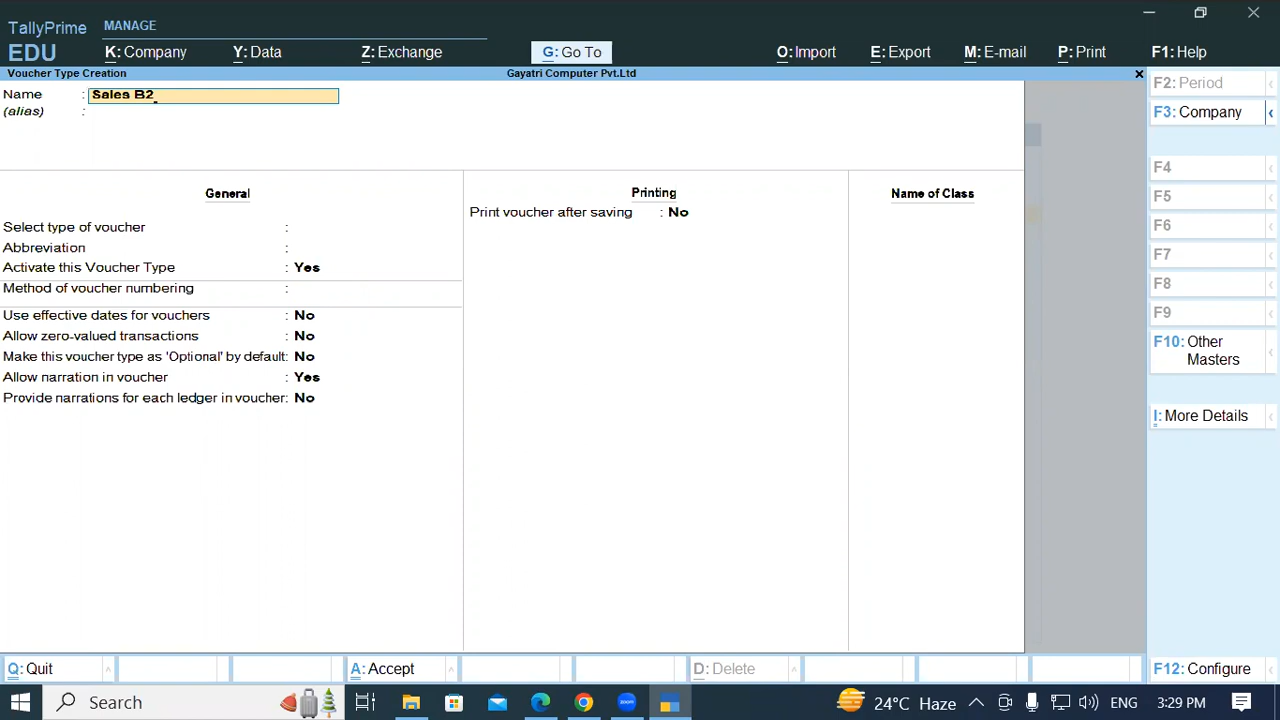 TallyPrime
EDU
MANAGE
K: Company
Y: Data
Z: Exchange
G: Go To
O: Import
E: Export
M: E-mail
P: Print
F1: Help
Voucher Type Creation
Gayatri Computer Pvt.Ltd
Name : Sales B2
(alias) :
General
Select type of voucher :
Abbreviation :
Activate this Voucher Type : Yes
Method of voucher numbering :
Use effective dates for vouchers : No
Allow zero-valued transactions : No
Make this voucher type as 'Optional' by default: No
Allow narration in voucher : Yes
Provide narrations for each ledger in voucher: No
Printing
Print voucher after saving : No
Name of Class
F2: Period
F3: Company
F4
F5
F6
F7
F8
F9
F10: Other
Masters
I: More Details
Q: Quit
A: Accept
D: Delete
F12: Configure
Search
zoom
24°C Haze
ENG
3:29 PM